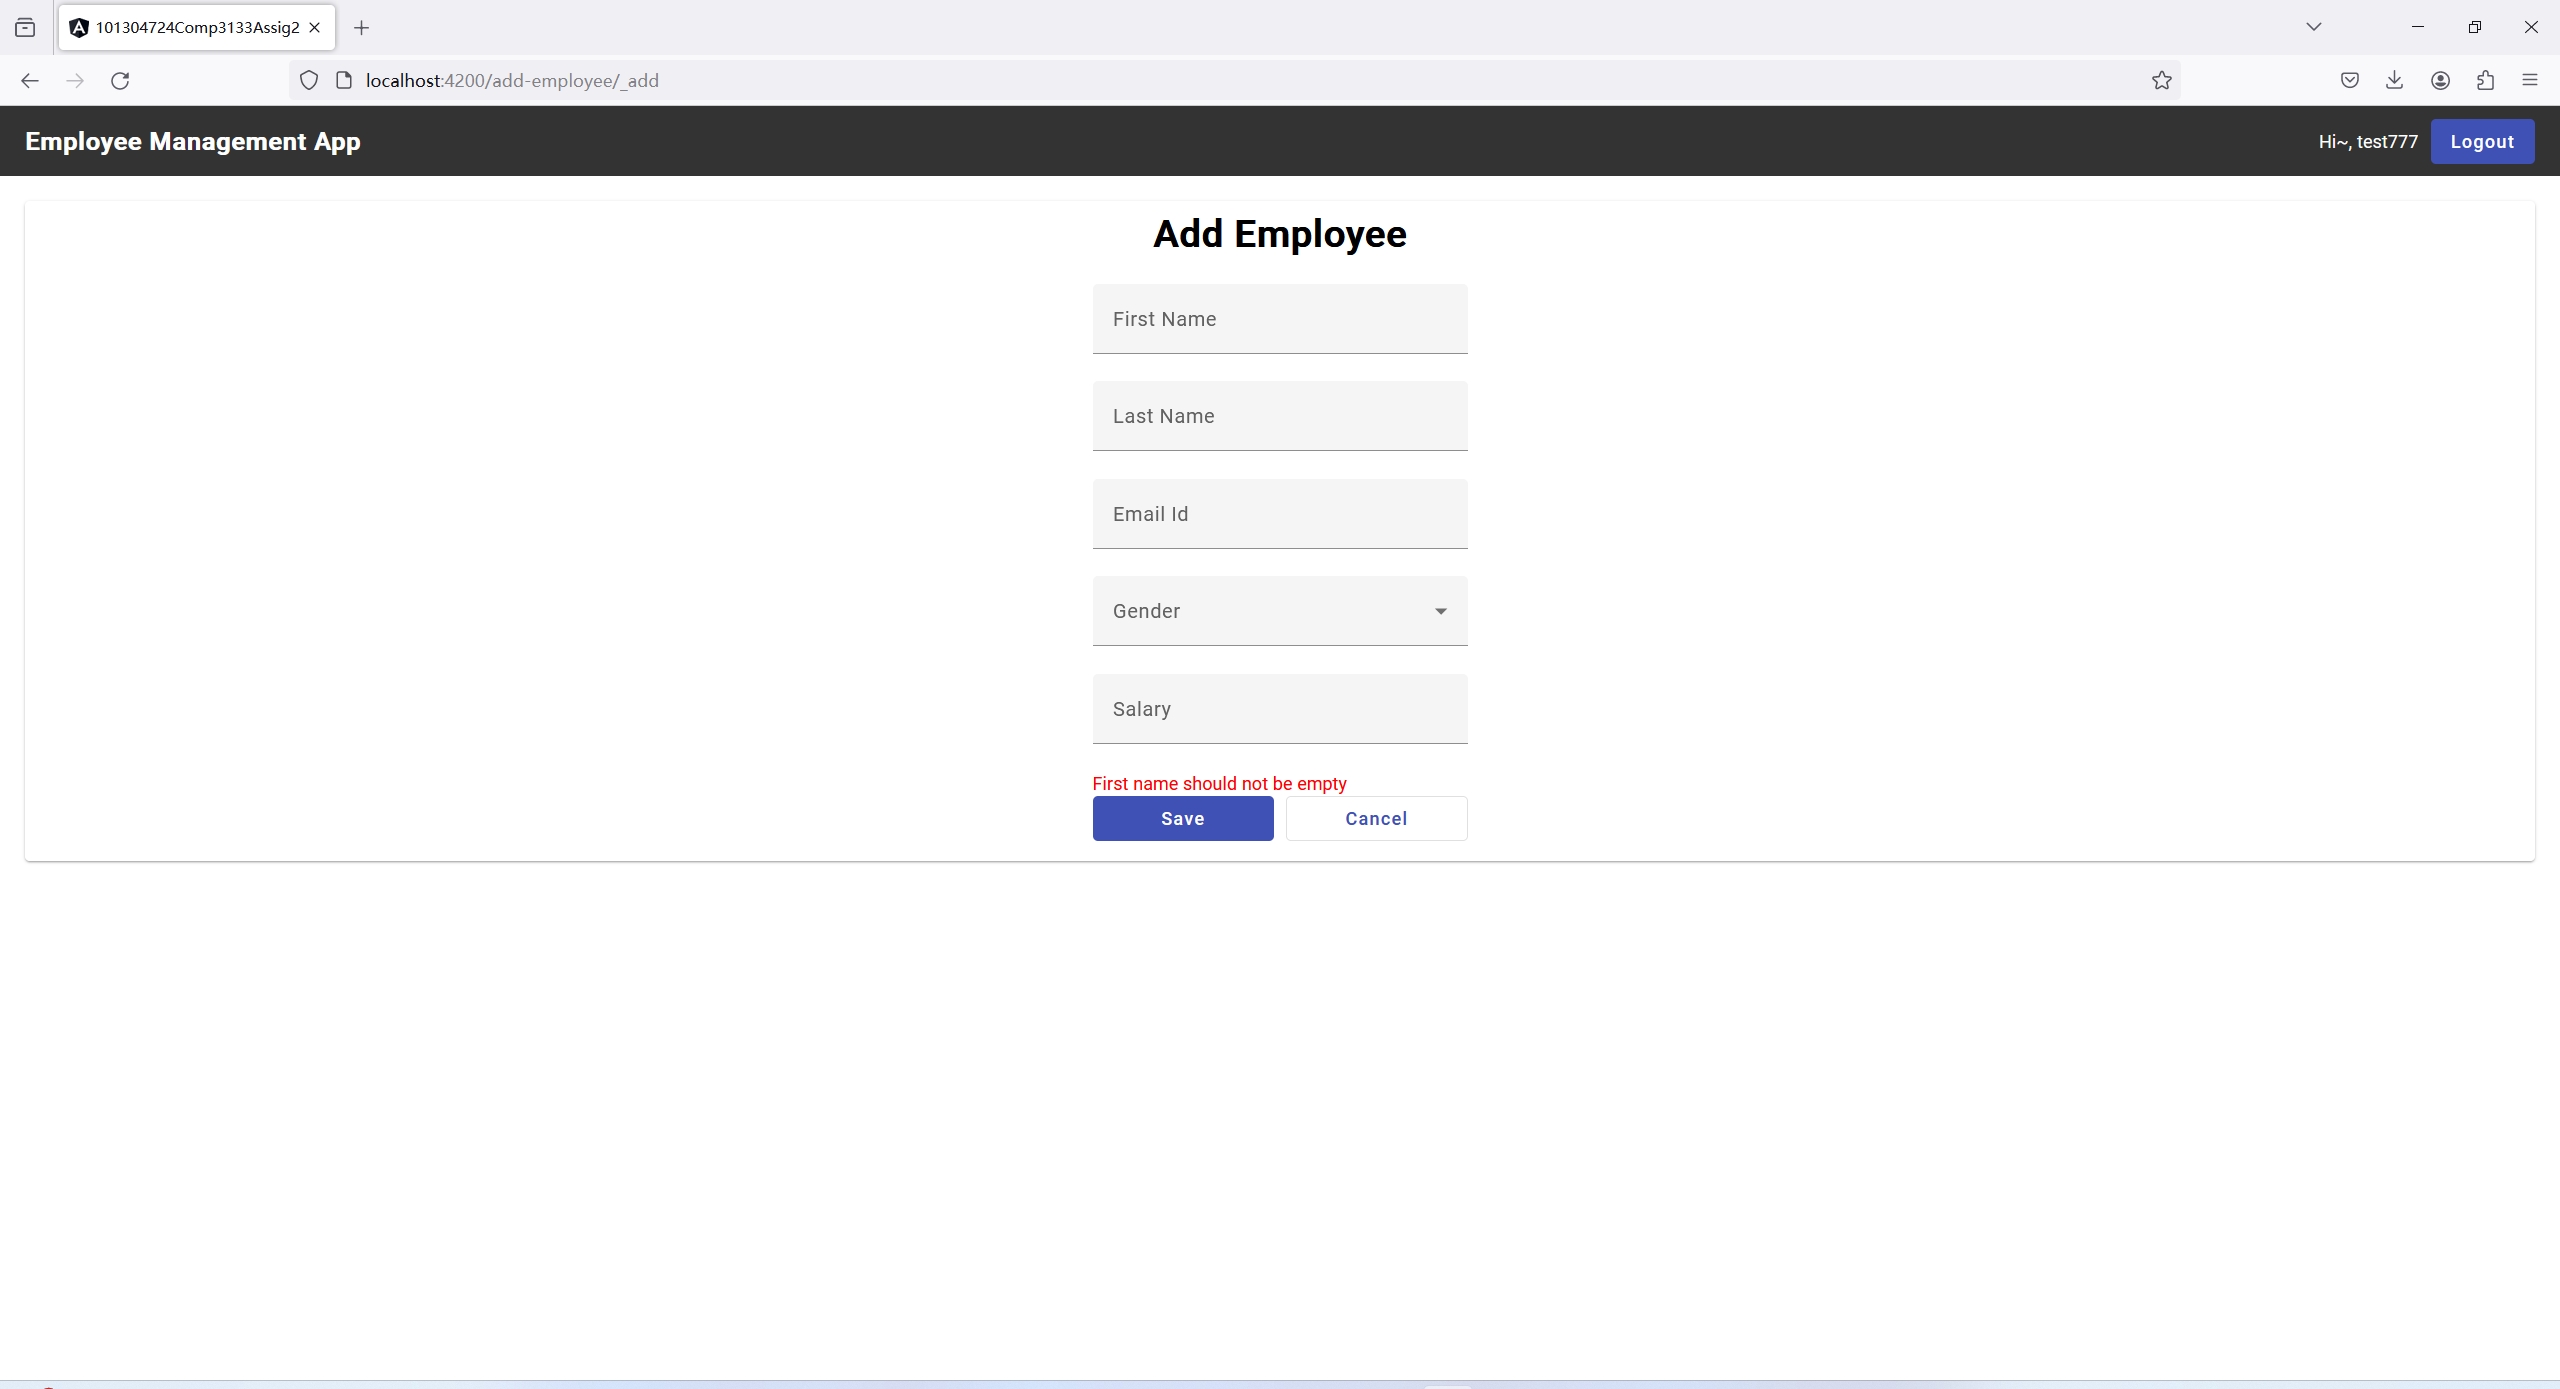 101304724Comp3133Assig2
localhost:4200/add-employee/_add
Employee Management App
Hi~, test777
Logout
Add Employee
First Name
Last Name
Email Id
Gender
Salary
First name should not be empty
Save
Cancel